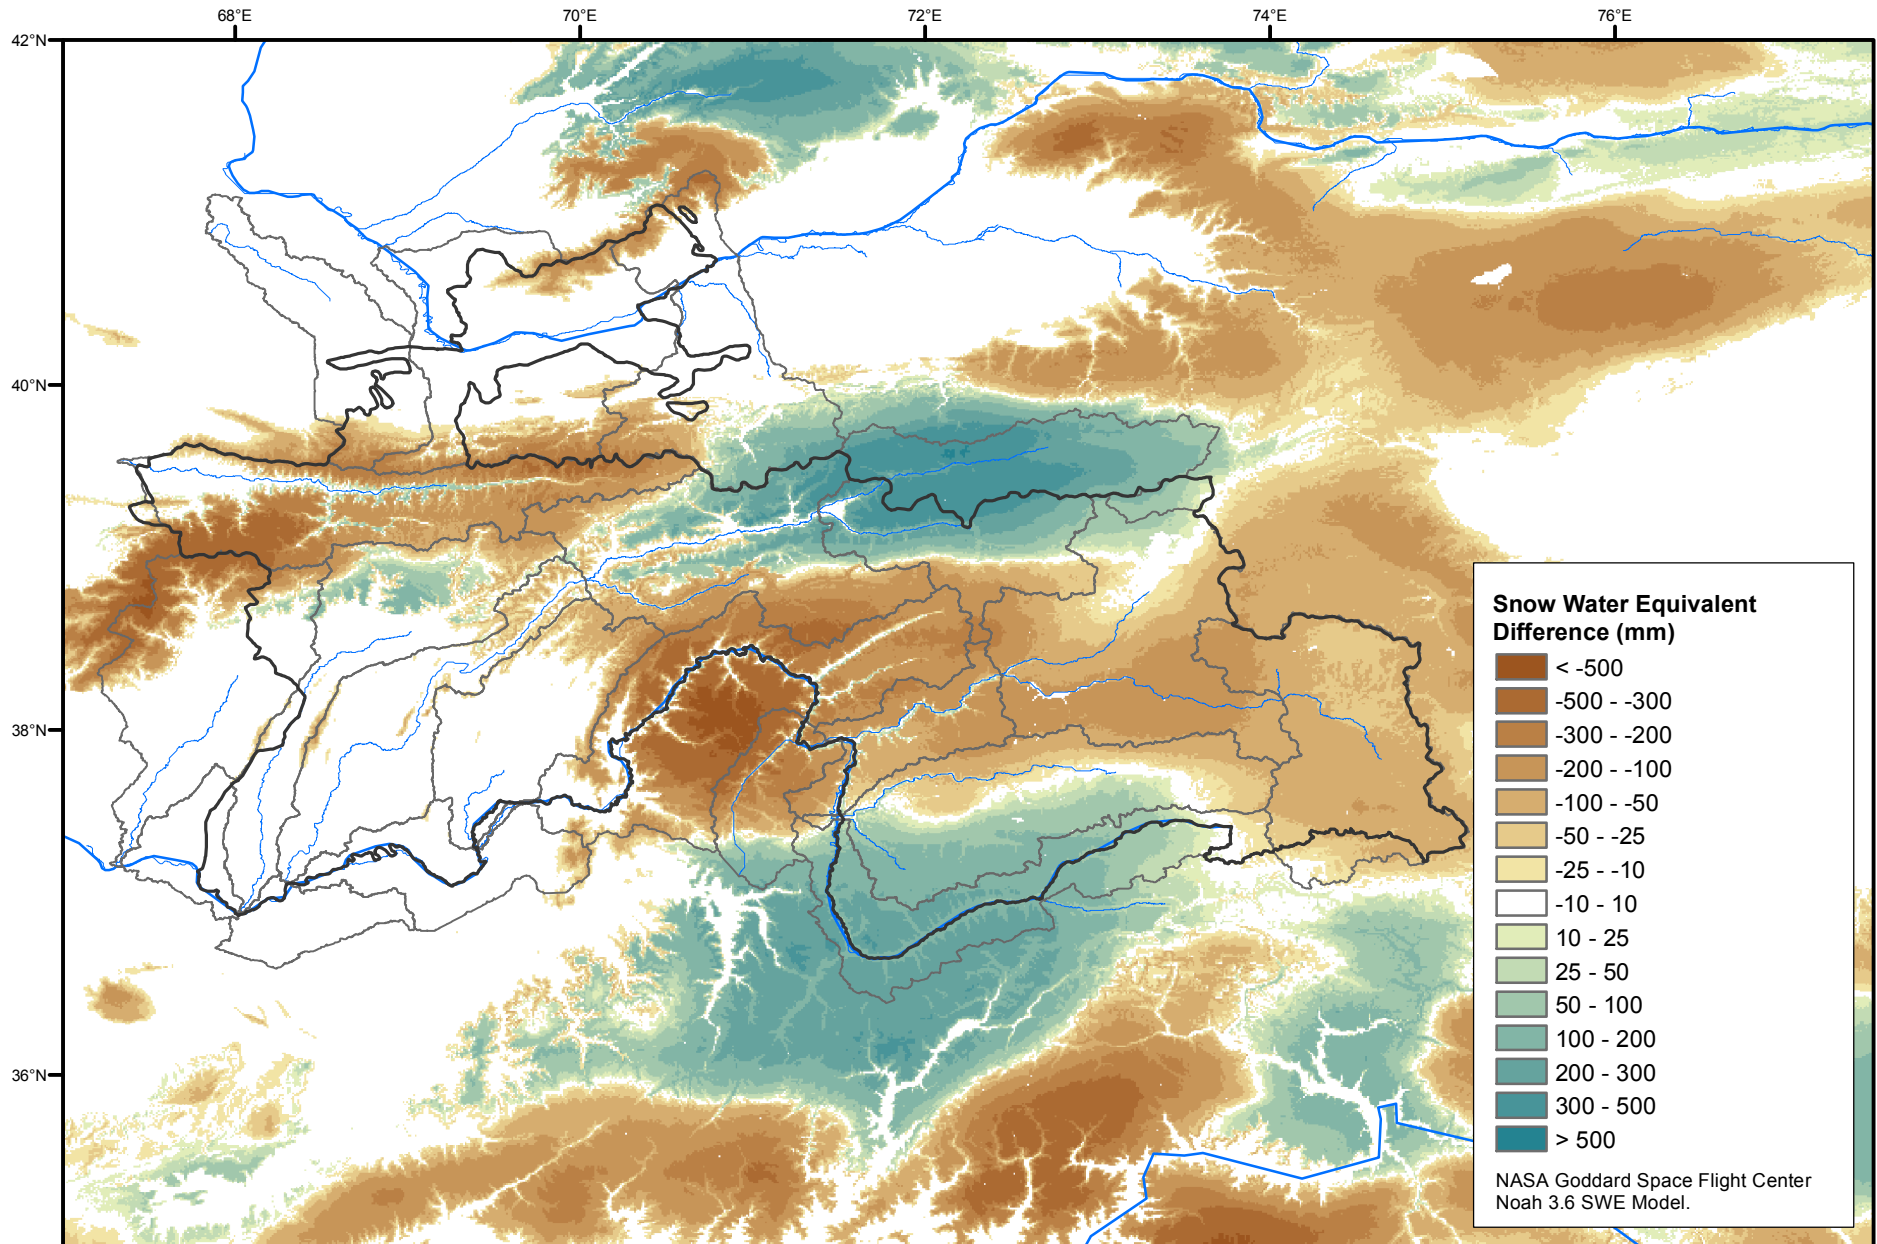 68°E 70°E 72°E 74°E 76°E
42°N
40°N
38°N
36°N
Snow Water Equivalent
Difference (mm)
< -500
-500 - -300
-300 - -200
-200 - -100
-100 - -50
-50 - -25
-25 - -10
-10 - 10
10 - 25
25 - 50
50 - 100
100 - 200
200 - 300
300 - 500
> 500
NASA Goddard Space Flight Center
Noah 3.6 SWE Model.